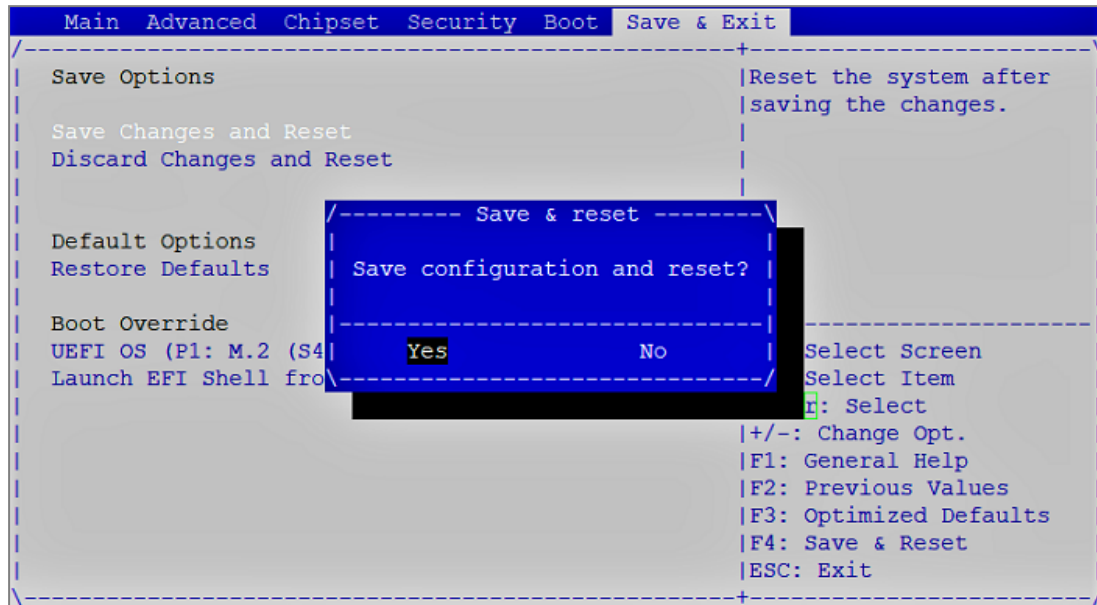 Main Advanced Chipset Security Boot Save & Exit
Save Options
Save Changes and Reset
Discard Changes and Reset
Default Options
Restore Defaults
Boot Override
UEFI OS (P1: M.2 (S4
Launch EFI Shell fro
Save & reset
Save configuration and reset?
Yes No
Reset the system after
saving the changes.
Select Screen
Select Item
r: Select
+/-: Change Opt.
F1: General Help
F2: Previous Values
F3: Optimized Defaults
F4: Save & Reset
ESC: Exit